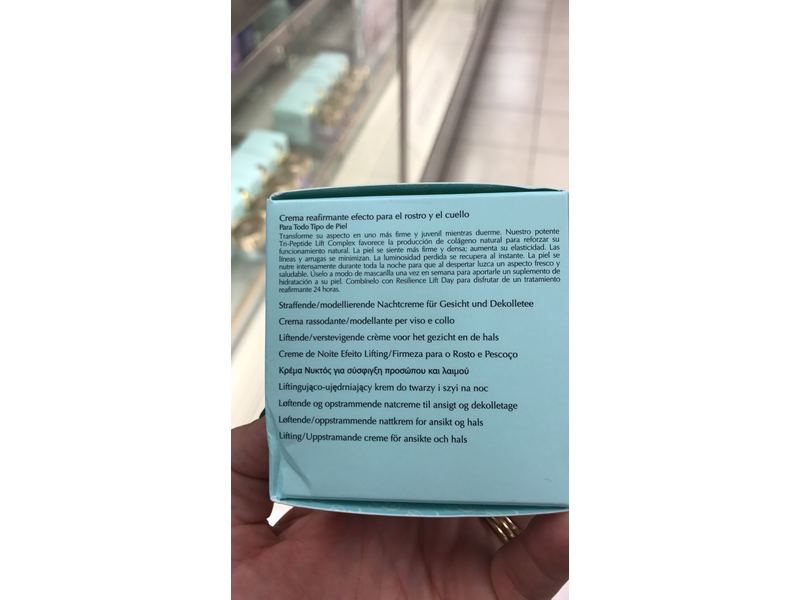 Crema reafirmante efecto para el rostro y el cuello
Para Todo Tipo de Piel
Transforme su aspecto en uno más firme y juvenil mientras duerme. Nuestro potente
Tri-Peptide Lift Complex favorece la producción de colágeno natural para reforzar su
funcionamiento natural. La piel se siente más firme y densa; aumenta su elasticidad. Las
líneas y arrugas se minimizan. La luminosidad perdida se recupera al instante. La piel se
nutre intensamente durante toda la noche para que al despertar luzca un aspecto fresco y
saludable. Úselo a modo de mascarilla una vez en semana para aportarle un suplemento de
hidratación a su piel. Combínelo con Resilience Lift Day para disfrutar de un tratamiento
reafirmante 24 horas.
Straffende/modellierende Nachtcreme für Gesicht und Dekolletee
Crema rassodante/modellante per viso e collo
Liftende/verstevigende crème voor het gezicht en de hals
Creme de Noite Efeito Lifting/Firmeza para o Rosto e Pescoço
Κρέμα Νυκτός για σύσφιγξη προσώπου και λαιμού
Liftingująco-ujędrniający krem do twarzy i szyi na noc
Løftende og opstrammende natcreme til ansigt og dekolletage
Løftende/oppstrammende nattkrem for ansikt og hals
Lifting/Uppstramande creme för ansikte och hals